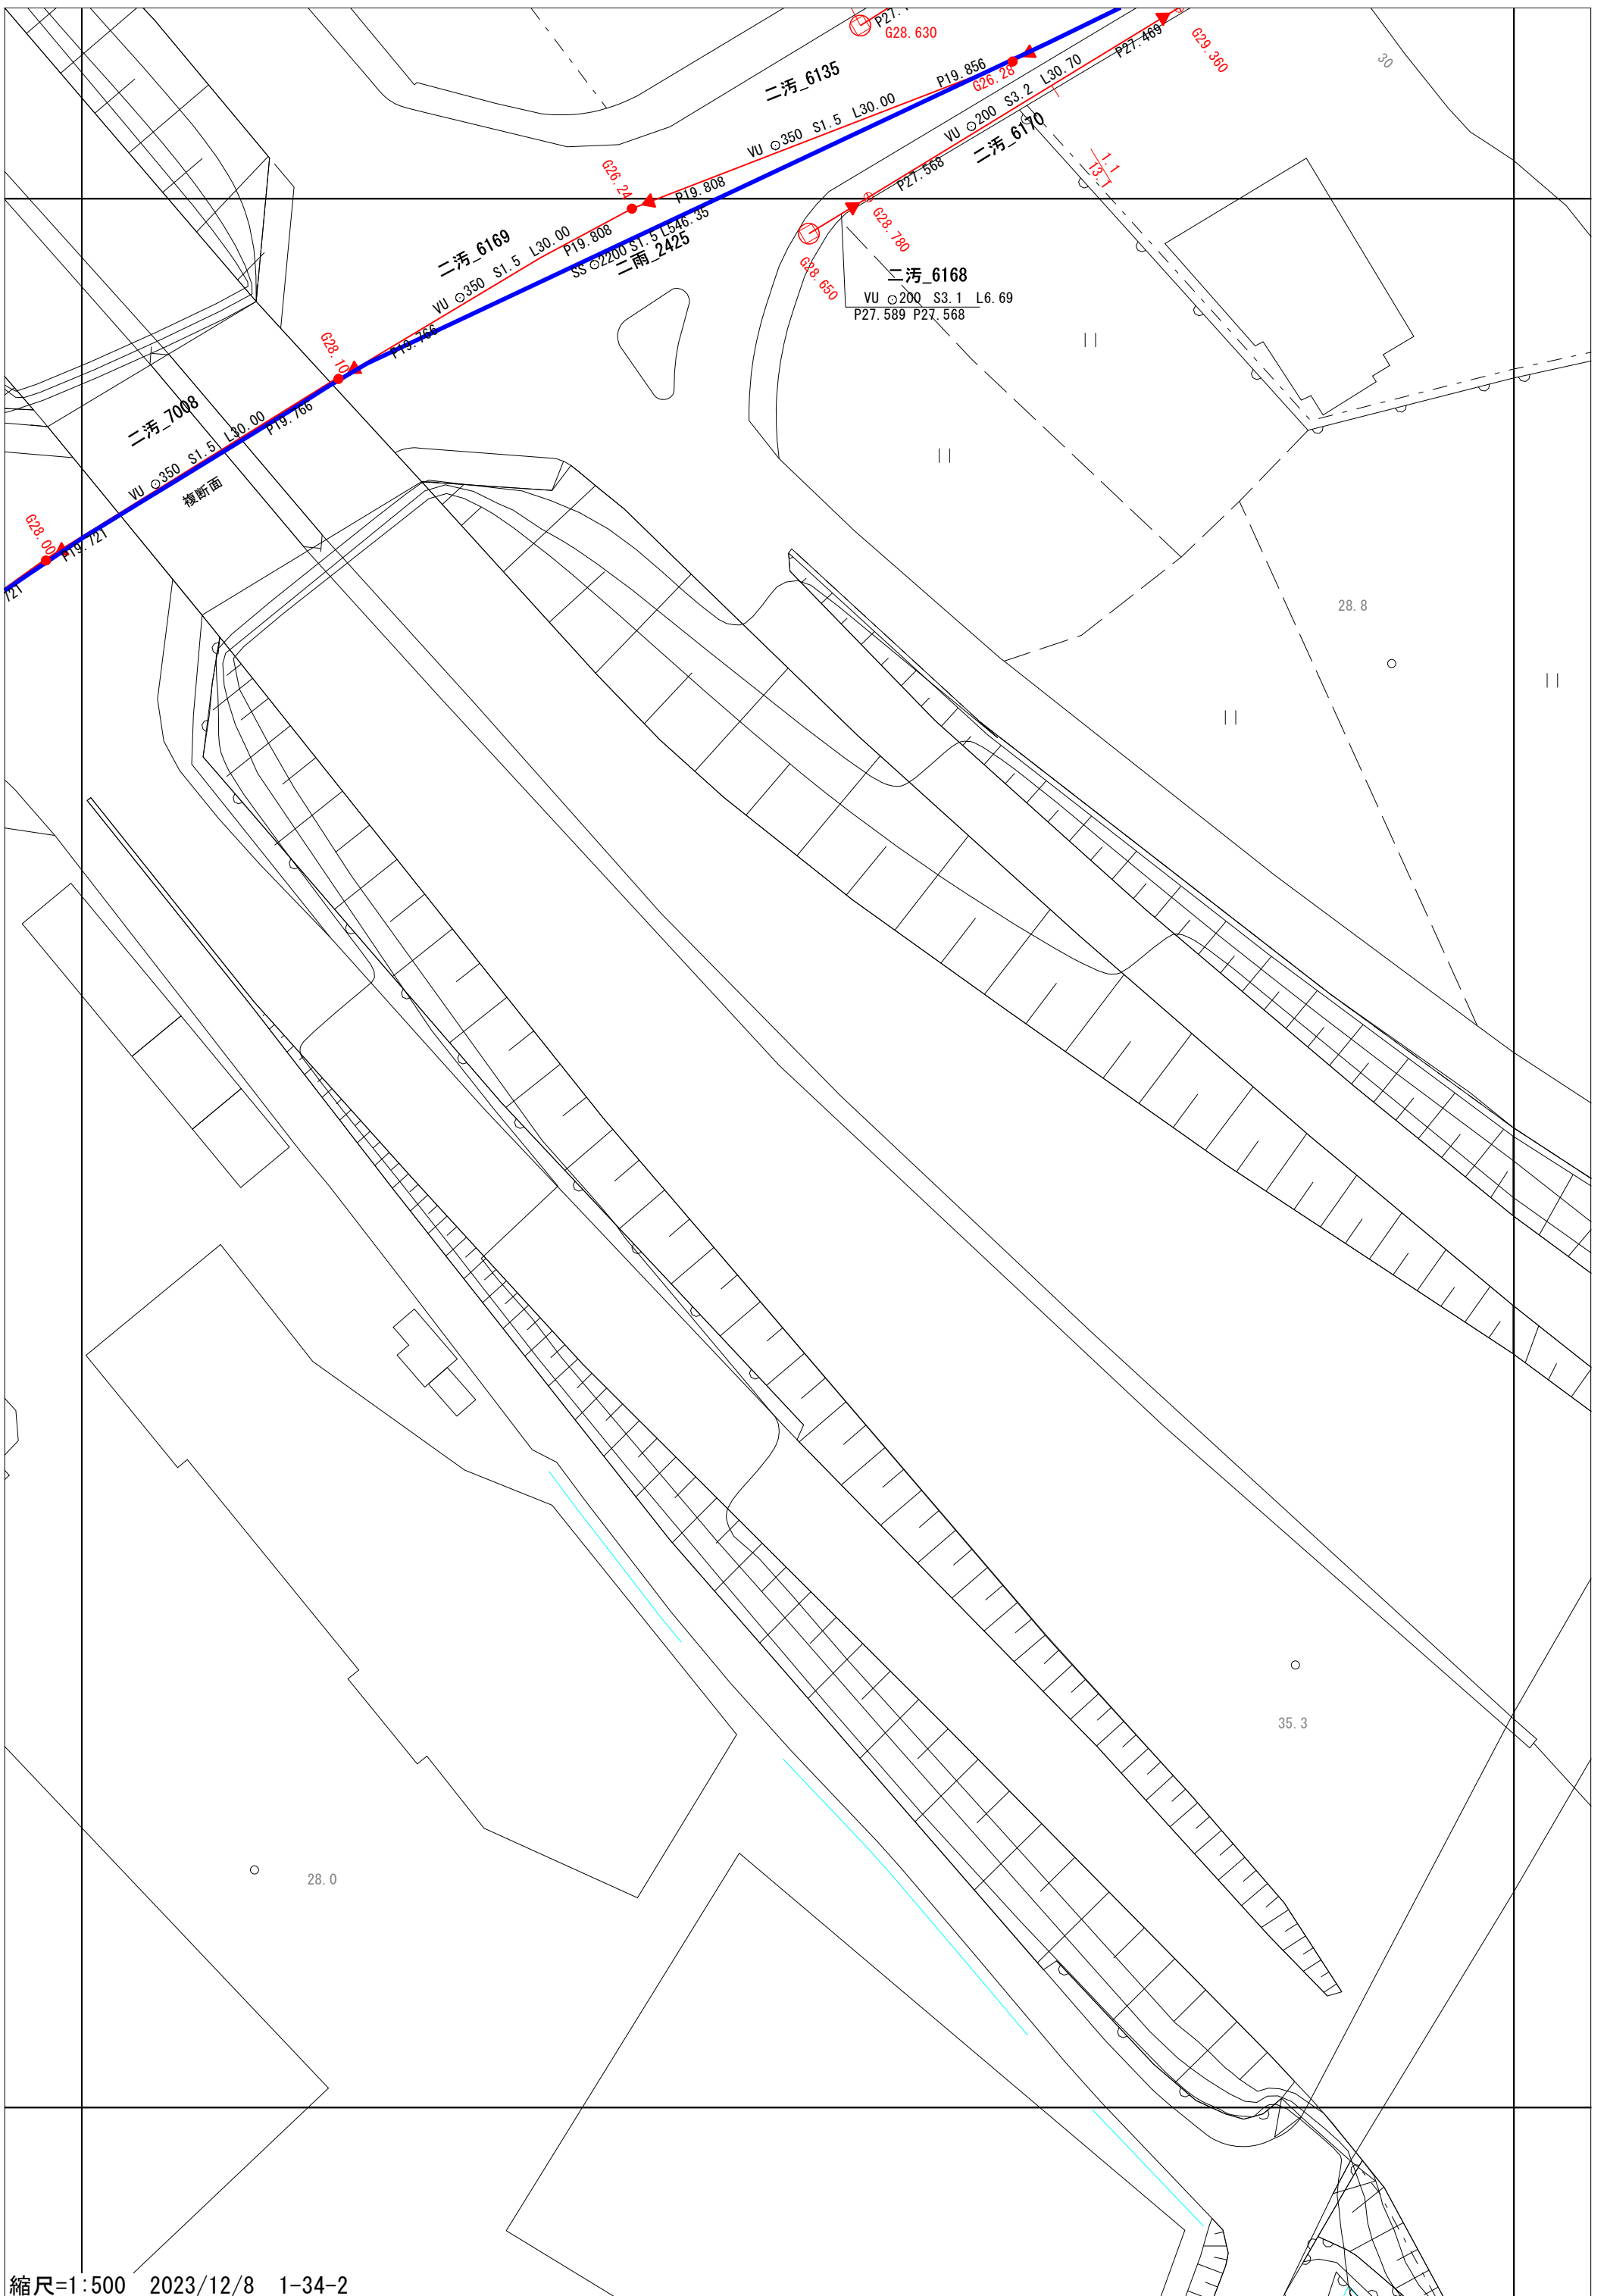 P27.
G28.630
P27.469
G29.360
30
二汚_6135
P19.856
G26.28
VU ⊙200 S3.2 L30.70
VU ⊙350 S1.5 L30.00
二汚_6170
1.1
13.1
G26.24
P19.808
P27.568
G28.780
二汚_6169
VU ⊙350 S1.5 L30.00
P19.808
SS ⊙2200 S1.5 L546.35
二雨_2425
G28.650
二汚_6168
VU ⊙200 S3.1 L6.69
P27.589 P27.568
G28.10
P19.766
二汚_7008
VU ⊙350 S1.5 L30.00
P19.766
複断面
G28.00
P19.721
721
28.8
35.3
28.0
縮尺=1:500 2023/12/8 1-34-2